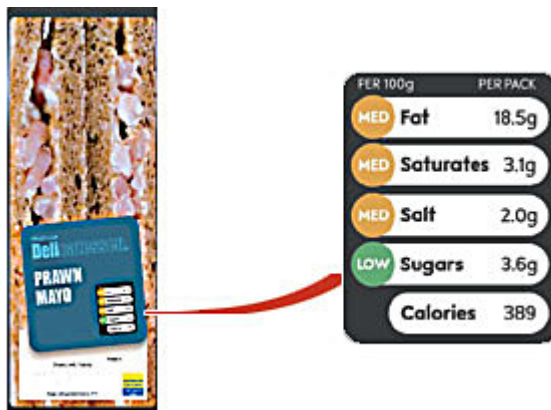 Deli
PRAWN
MAYO
PER 100g PER PACK
MED Fat 18.5g
MED Saturates 3.1g
MED Salt 2.0g
LOW Sugars 3.6g
Calories 389